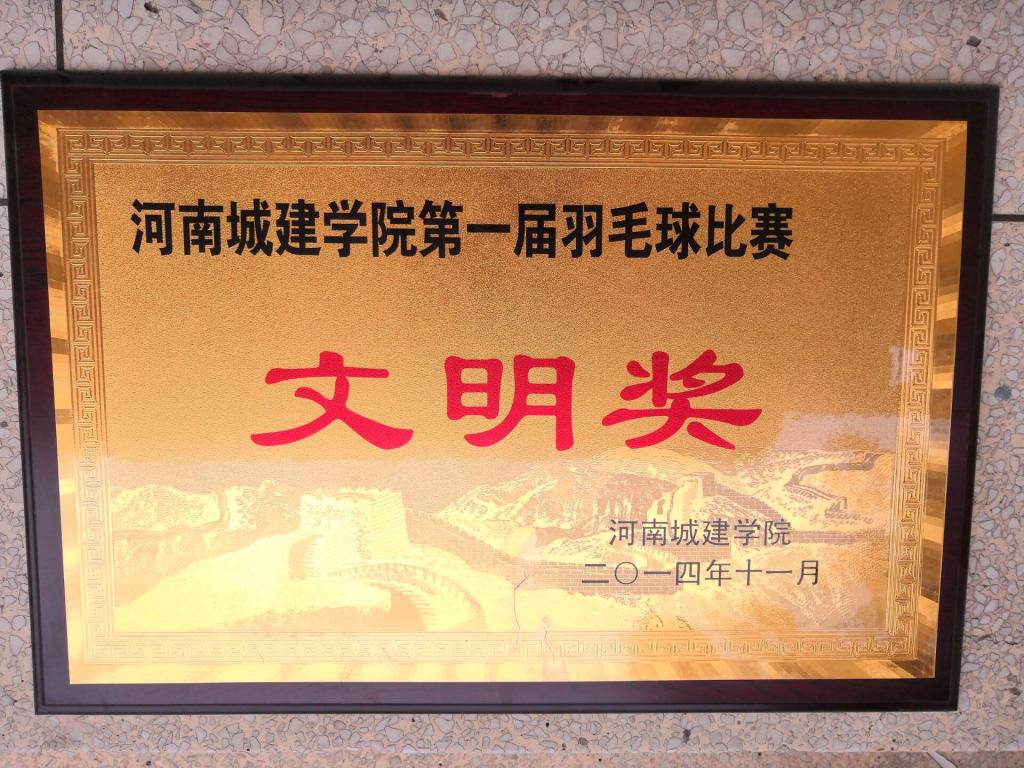 河南城建学院第一届羽毛球比赛
文明奖
河南城建学院
二〇一四年十一月